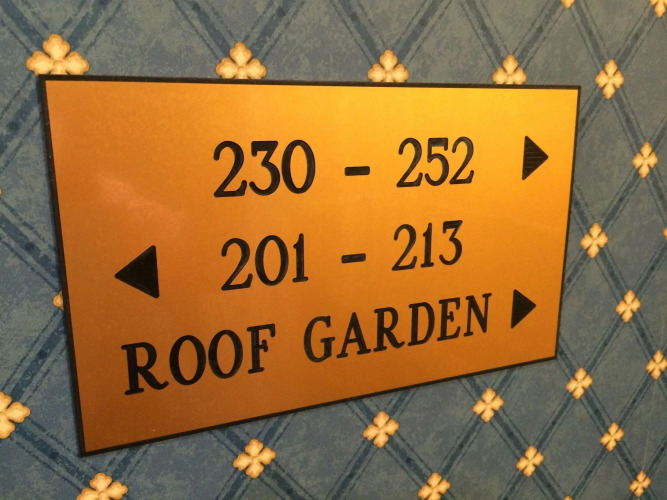 230 - 252
201 - 213
ROOF GARDEN